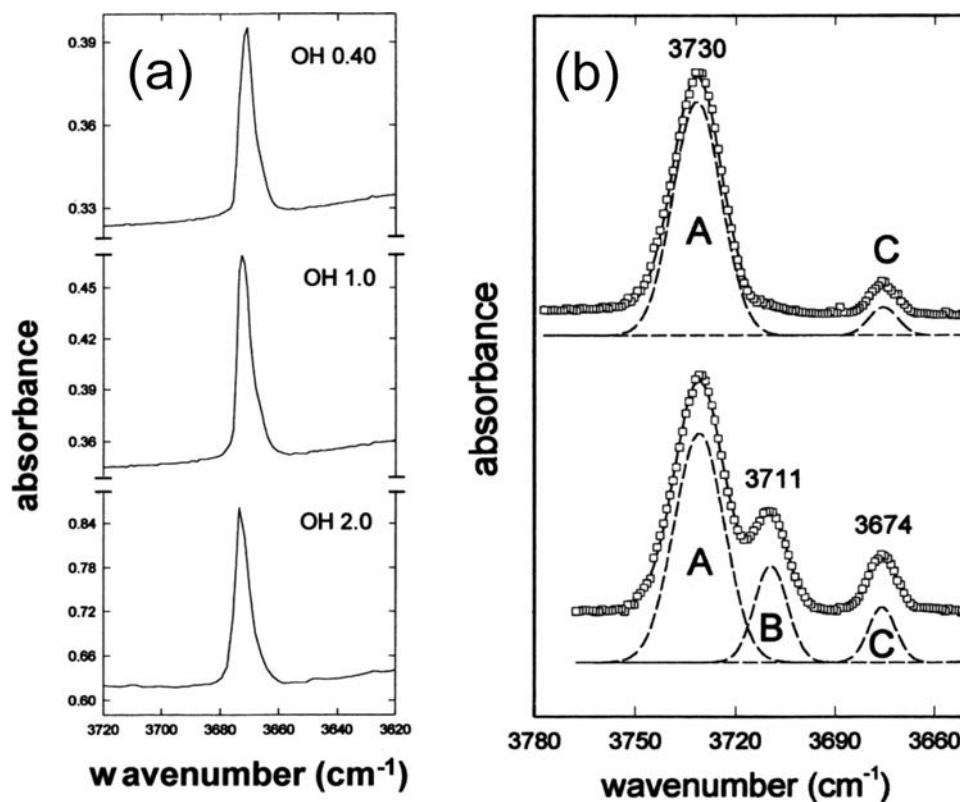 (a)
OH 0.40
0.39
0.36
0.33
OH 1.0
0.45
0.42
0.39
0.36
OH 2.0
0.84
0.72
0.66
0.60
3720 3700 3680 3660 3640 3620
wavenumber (cm-1)
absorbance
(b)
3730
A
C
3711
3674
A
B
C
3780 3750 3720 3690 3660
wavenumber (cm-1)
absorbance